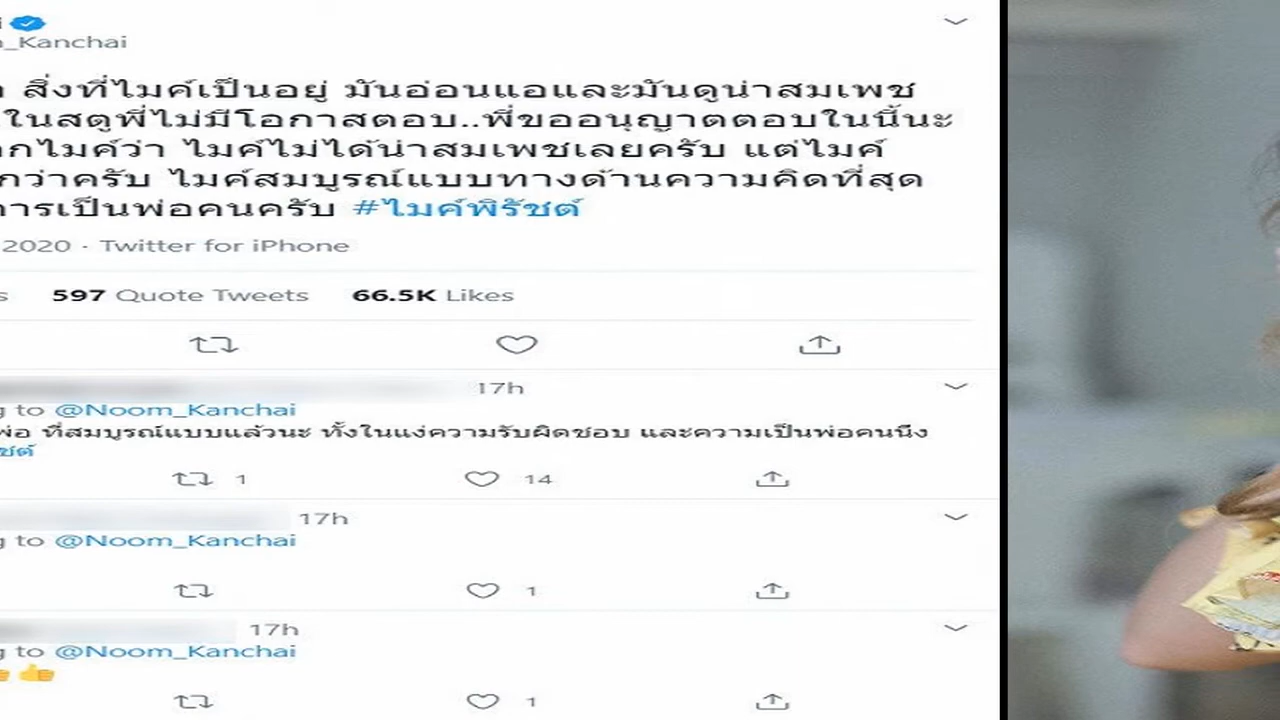 _Kanchai
สิ่งที่ไมค์เป็นอยู่ มันอ่อนแอและมันดูน่าสมเพช
ในสตูพี่ไม่มีโอกาสตอบ..พี่ขออนุญาตตอบในนี้นะ
กไมค์ว่า ไมค์ไม่ได้น่าสมเพชเลยครับ แต่ไมค์
กว่าครับ ไมค์สมบูรณ์แบบทางด้านความคิดที่สุด
การเป็นพ่อคนครับ #ไมค์พิรัชต์
2020 · Twitter for iPhone
s 597 Quote Tweets 66.5K Likes
17h
g to @Noom_Kanchai
พ่อ ที่สมบูรณ์แบบแล้วนะ ทั้งในแง่ความรับผิดชอบ และความเป็นพ่อคนนึง
ชต์
1 14
17h
g to @Noom_Kanchai
1
17h
g to @Noom_Kanchai
1